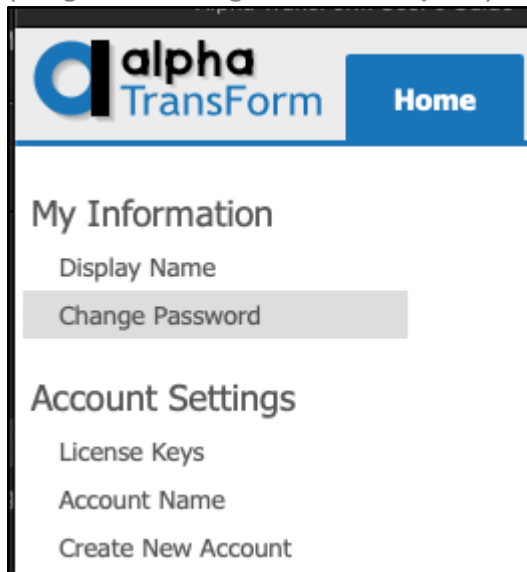 alpha
TransForm
Home
My Information
Display Name
Change Password
Account Settings
License Keys
Account Name
Create New Account